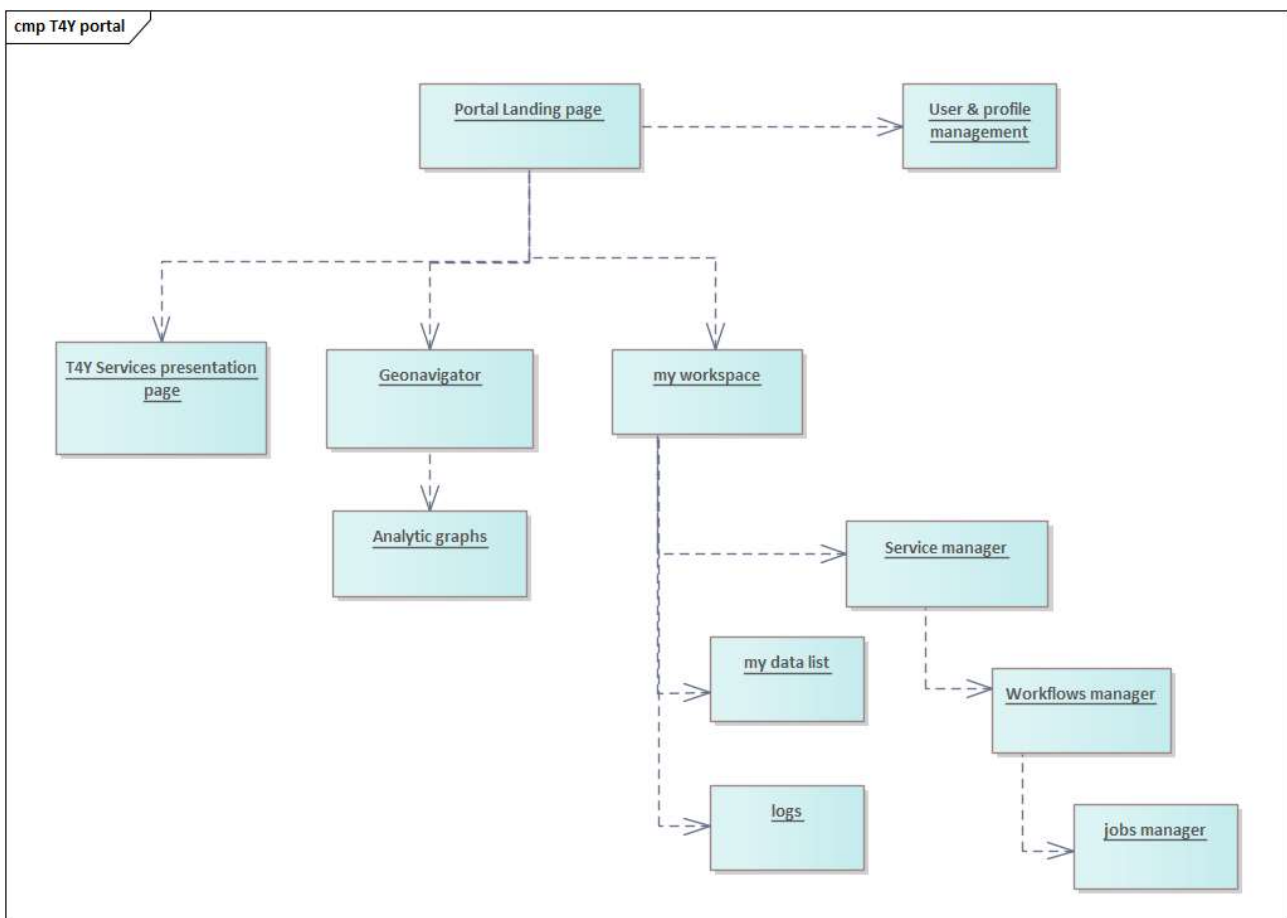 cmp T4Y portal
Portal Landing page
User & profile
management
T4Y Services presentation
page
Geonavigator
my workspace
Analytic graphs
Service manager
my data list
Workflows manager
logs
jobs manager